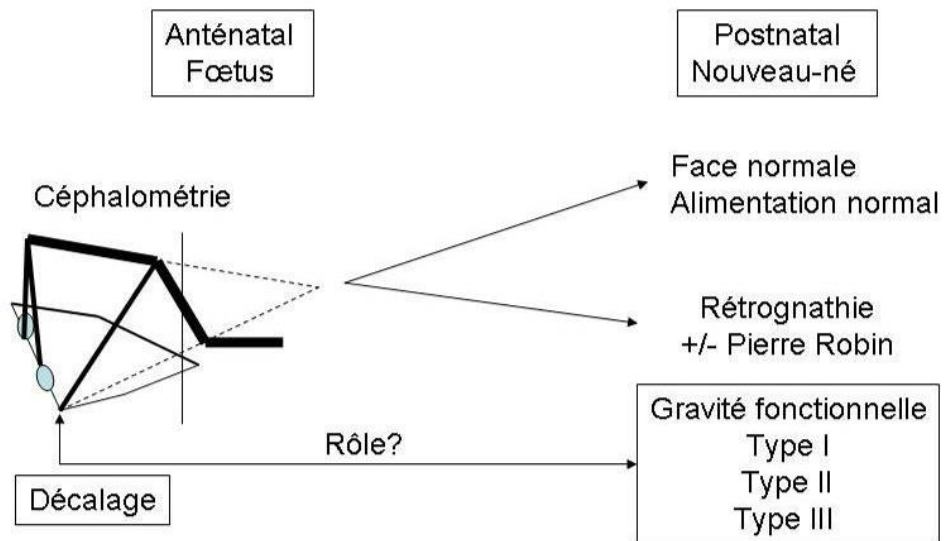 Anténatal
Fœtus
Postnatal
Nouveau-né
Céphalométrie
Face normale
Alimentation normal
Rétrognathie
+/- Pierre Robin
Gravité fonctionnelle
Type I
Type II
Type III
Rôle?
Décalage